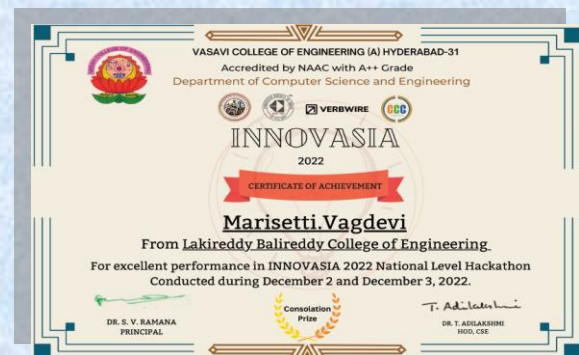 VASAVI COLLEGE OF ENGINEERING (A) HYDERABAD-31
Accredited by NAAC with A++ Grade
Department of Computer Science and Engineering
VERBWIRE
CCC
INNOVASIA
2022
CERTIFICATE OF ACHIEVEMENT
Marisetti.Vagdevi
From Lakireddy Balireddy College of Engineering
For excellent performance in INNOVASIA 2022 National Level Hackathon
Conducted during December 2 and December 3, 2022.
Consolation
Prize
T. Adilakshmi
DR. S. V. RAMANA
PRINCIPAL
DR. T. ADILAKSHMI
HOD, CSE